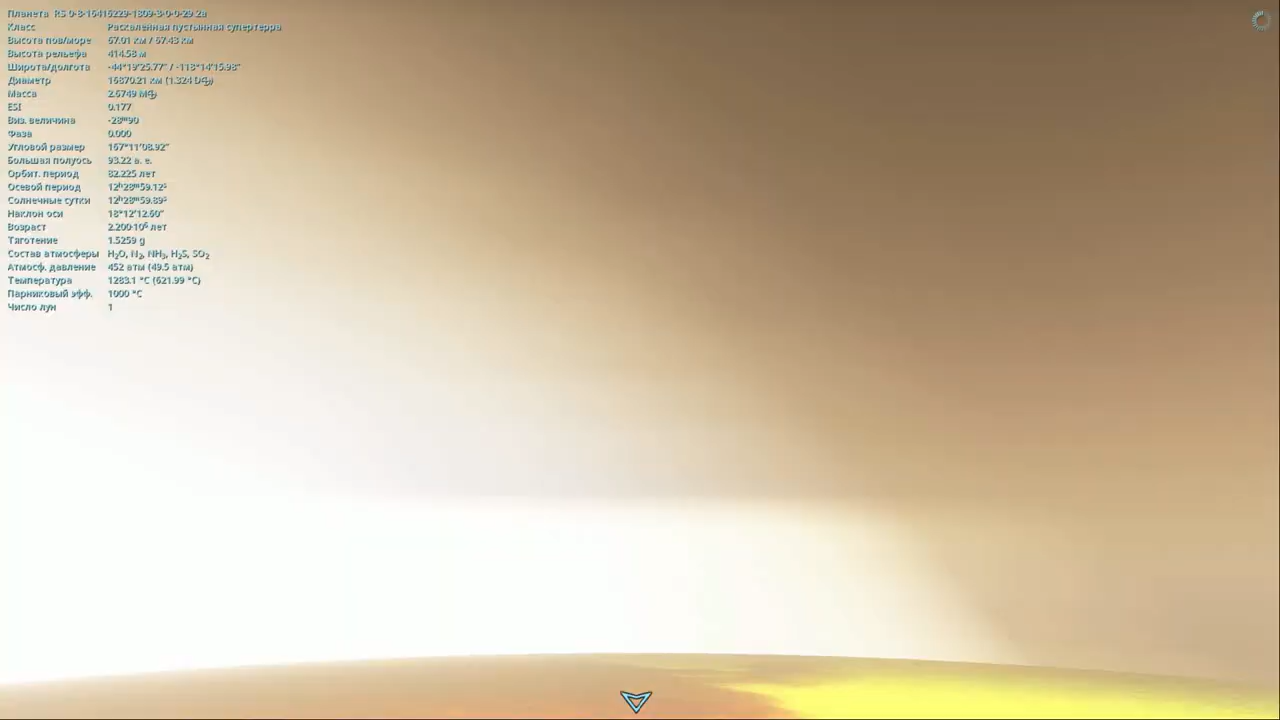 Планета RS 0-8-16416229-1809-3-0-0-29 2a
Класс Раскаленная пустынная супертерра
Высота пов/море 67.01 км / 67.43 км
Высота рельефа 414.58 м
Широта/долгота -44°19'25.77" / -118°14'15.98"
Диаметр 16870.21 км (1.324 D⊕)
Масса 2.6749 M⊕
ESI 0.177
Виз. величина -28ᵐ90
Фаза 0.000
Угловой размер 167°11'08.92"
Большая полуось 93.22 а. е.
Орбит. период 82.225 лет
Осевой период 12ʰ28ᵐ59.12ˢ
Солнечные сутки 12ʰ28ᵐ59.89ˢ
Наклон оси 18°12'12.60"
Возраст 2.200·10⁶ лет
Тяготение 1.5259 g
Состав атмосферы H₂O, N₂, NH₃, H₂S, SO₂
Атмосф. давление 452 атм (49.5 атм)
Температура 1283.1 °C (621.99 °C)
Парниковый эфф. 1000 °C
Число лун 1